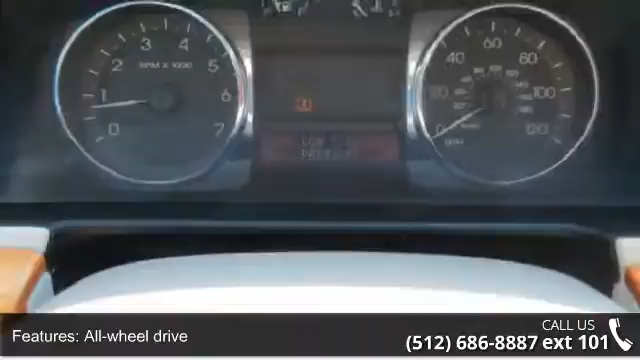 3 4
40 60 80
2 RPM X 1000 5
20 100
1 6
0 7
0 120
LOW
Features: All-wheel drive
CALL US
(512) 686-8887 ext 101